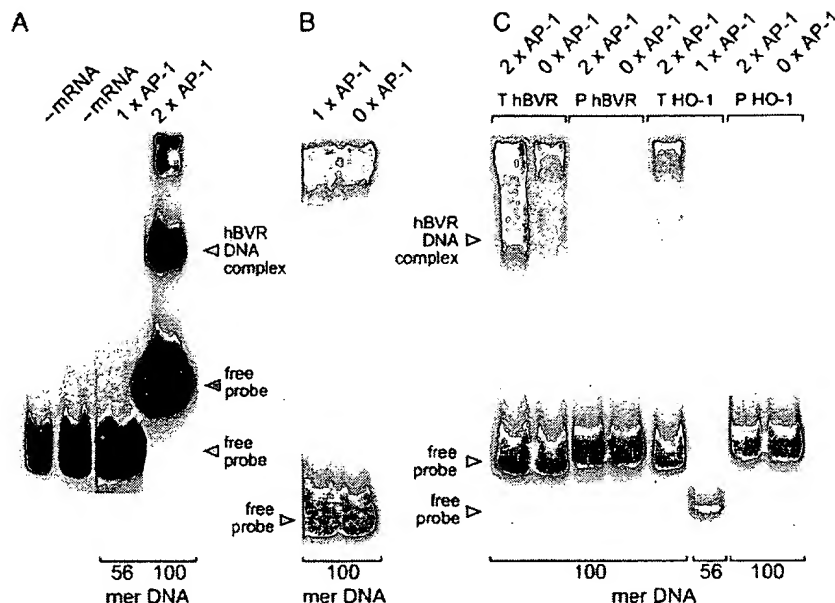 A
–mRNA
–mRNA
1 x AP-1
2 x AP-1
hBVR
DNA
complex
free
probe
free
probe
56
100
mer DNA
B
1 x AP-1
0 x AP-1
free
probe
100
mer DNA
C
2 x AP-1
0 x AP-1
2 x AP-1
0 x AP-1
2 x AP-1
1 x AP-1
2 x AP-1
0 x AP-1
T hBVR
P hBVR
T HO-1
P HO-1
hBVR
DNA
complex
free
probe
free
probe
100
56
100
mer DNA